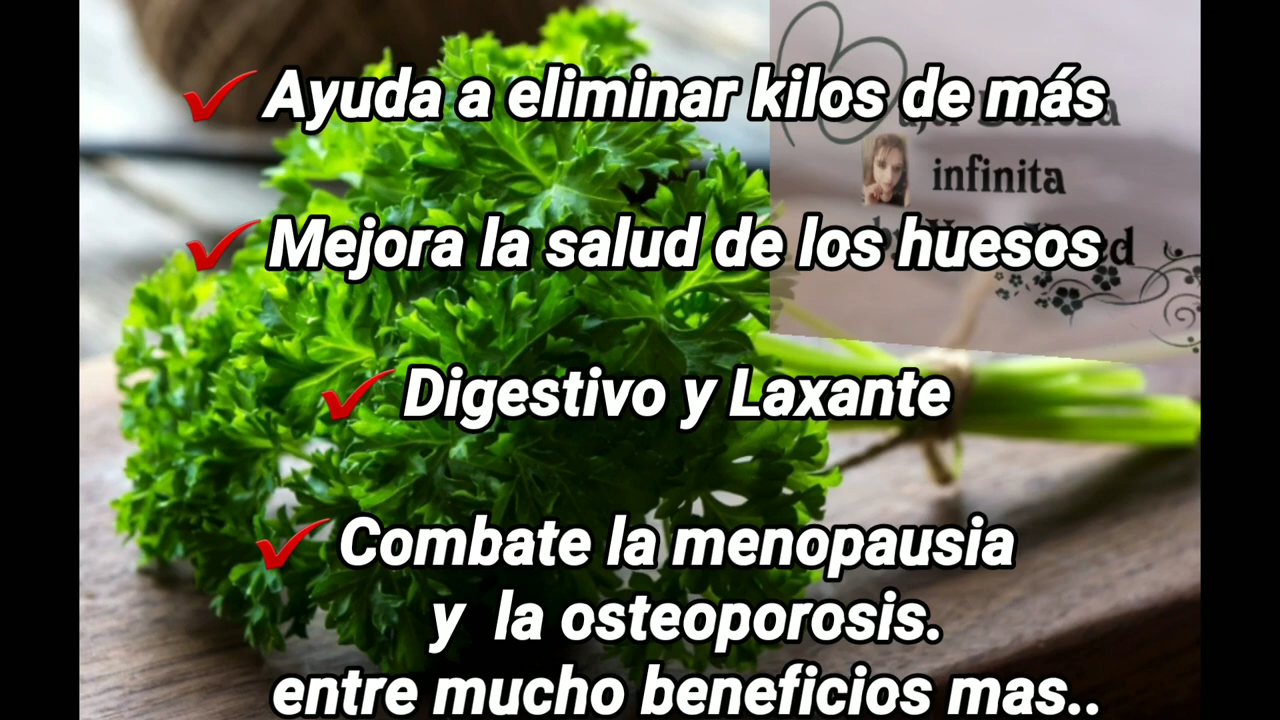 Ayuda a eliminar kilos de más
infinita
Mejora la salud de los huesos
Digestivo y Laxante
Combate la menopausia
y la osteoporosis.
entre mucho beneficios mas..